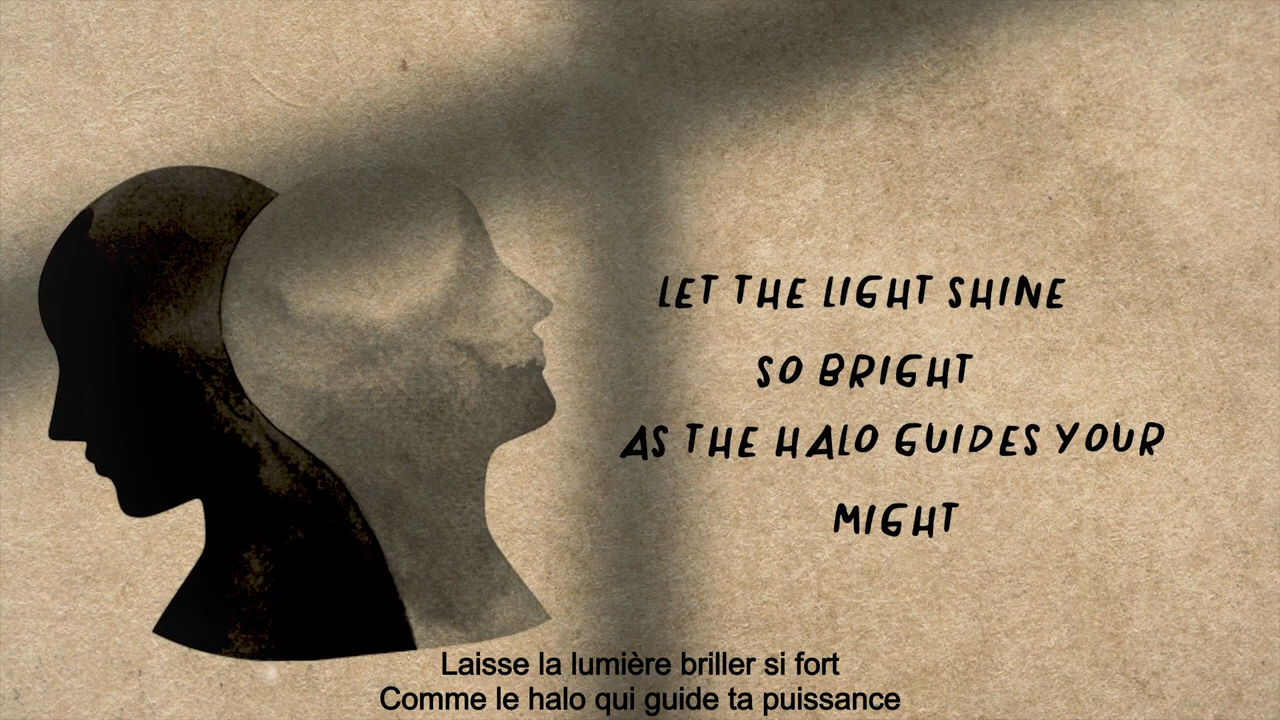 LET THE LIGHT SHINE
SO BRIGHT
AS THE HALO GUIDES YOUR
MIGHT
Laisse la lumière briller si fort
Comme le halo qui guide ta puissance